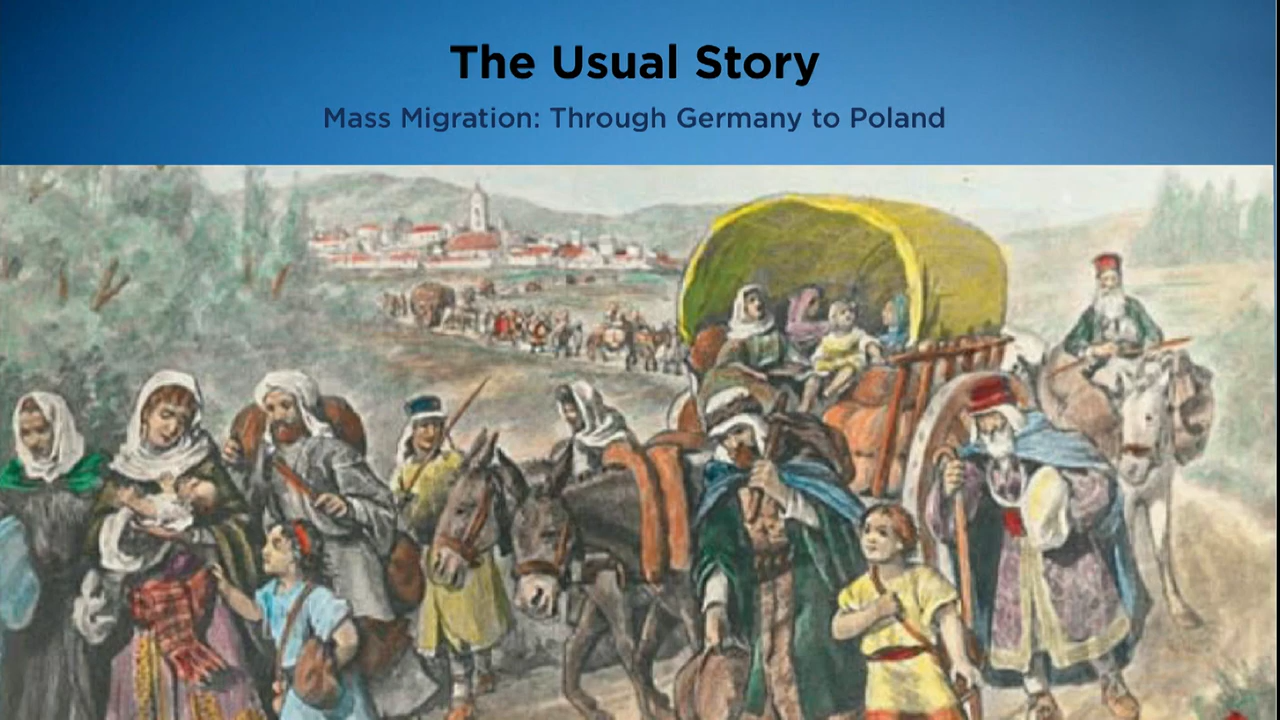 The Usual Story
Mass Migration: Through Germany to Poland